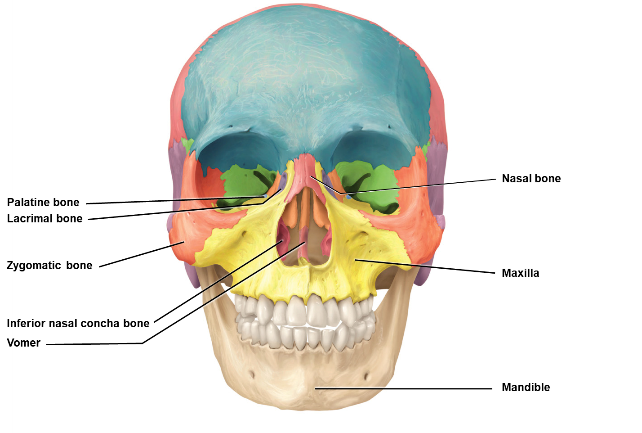 Palatine bone
Lacrimal bone
Zygomatic bone
Inferior nasal concha bone
Vomer
Nasal bone
Maxilla
Mandible